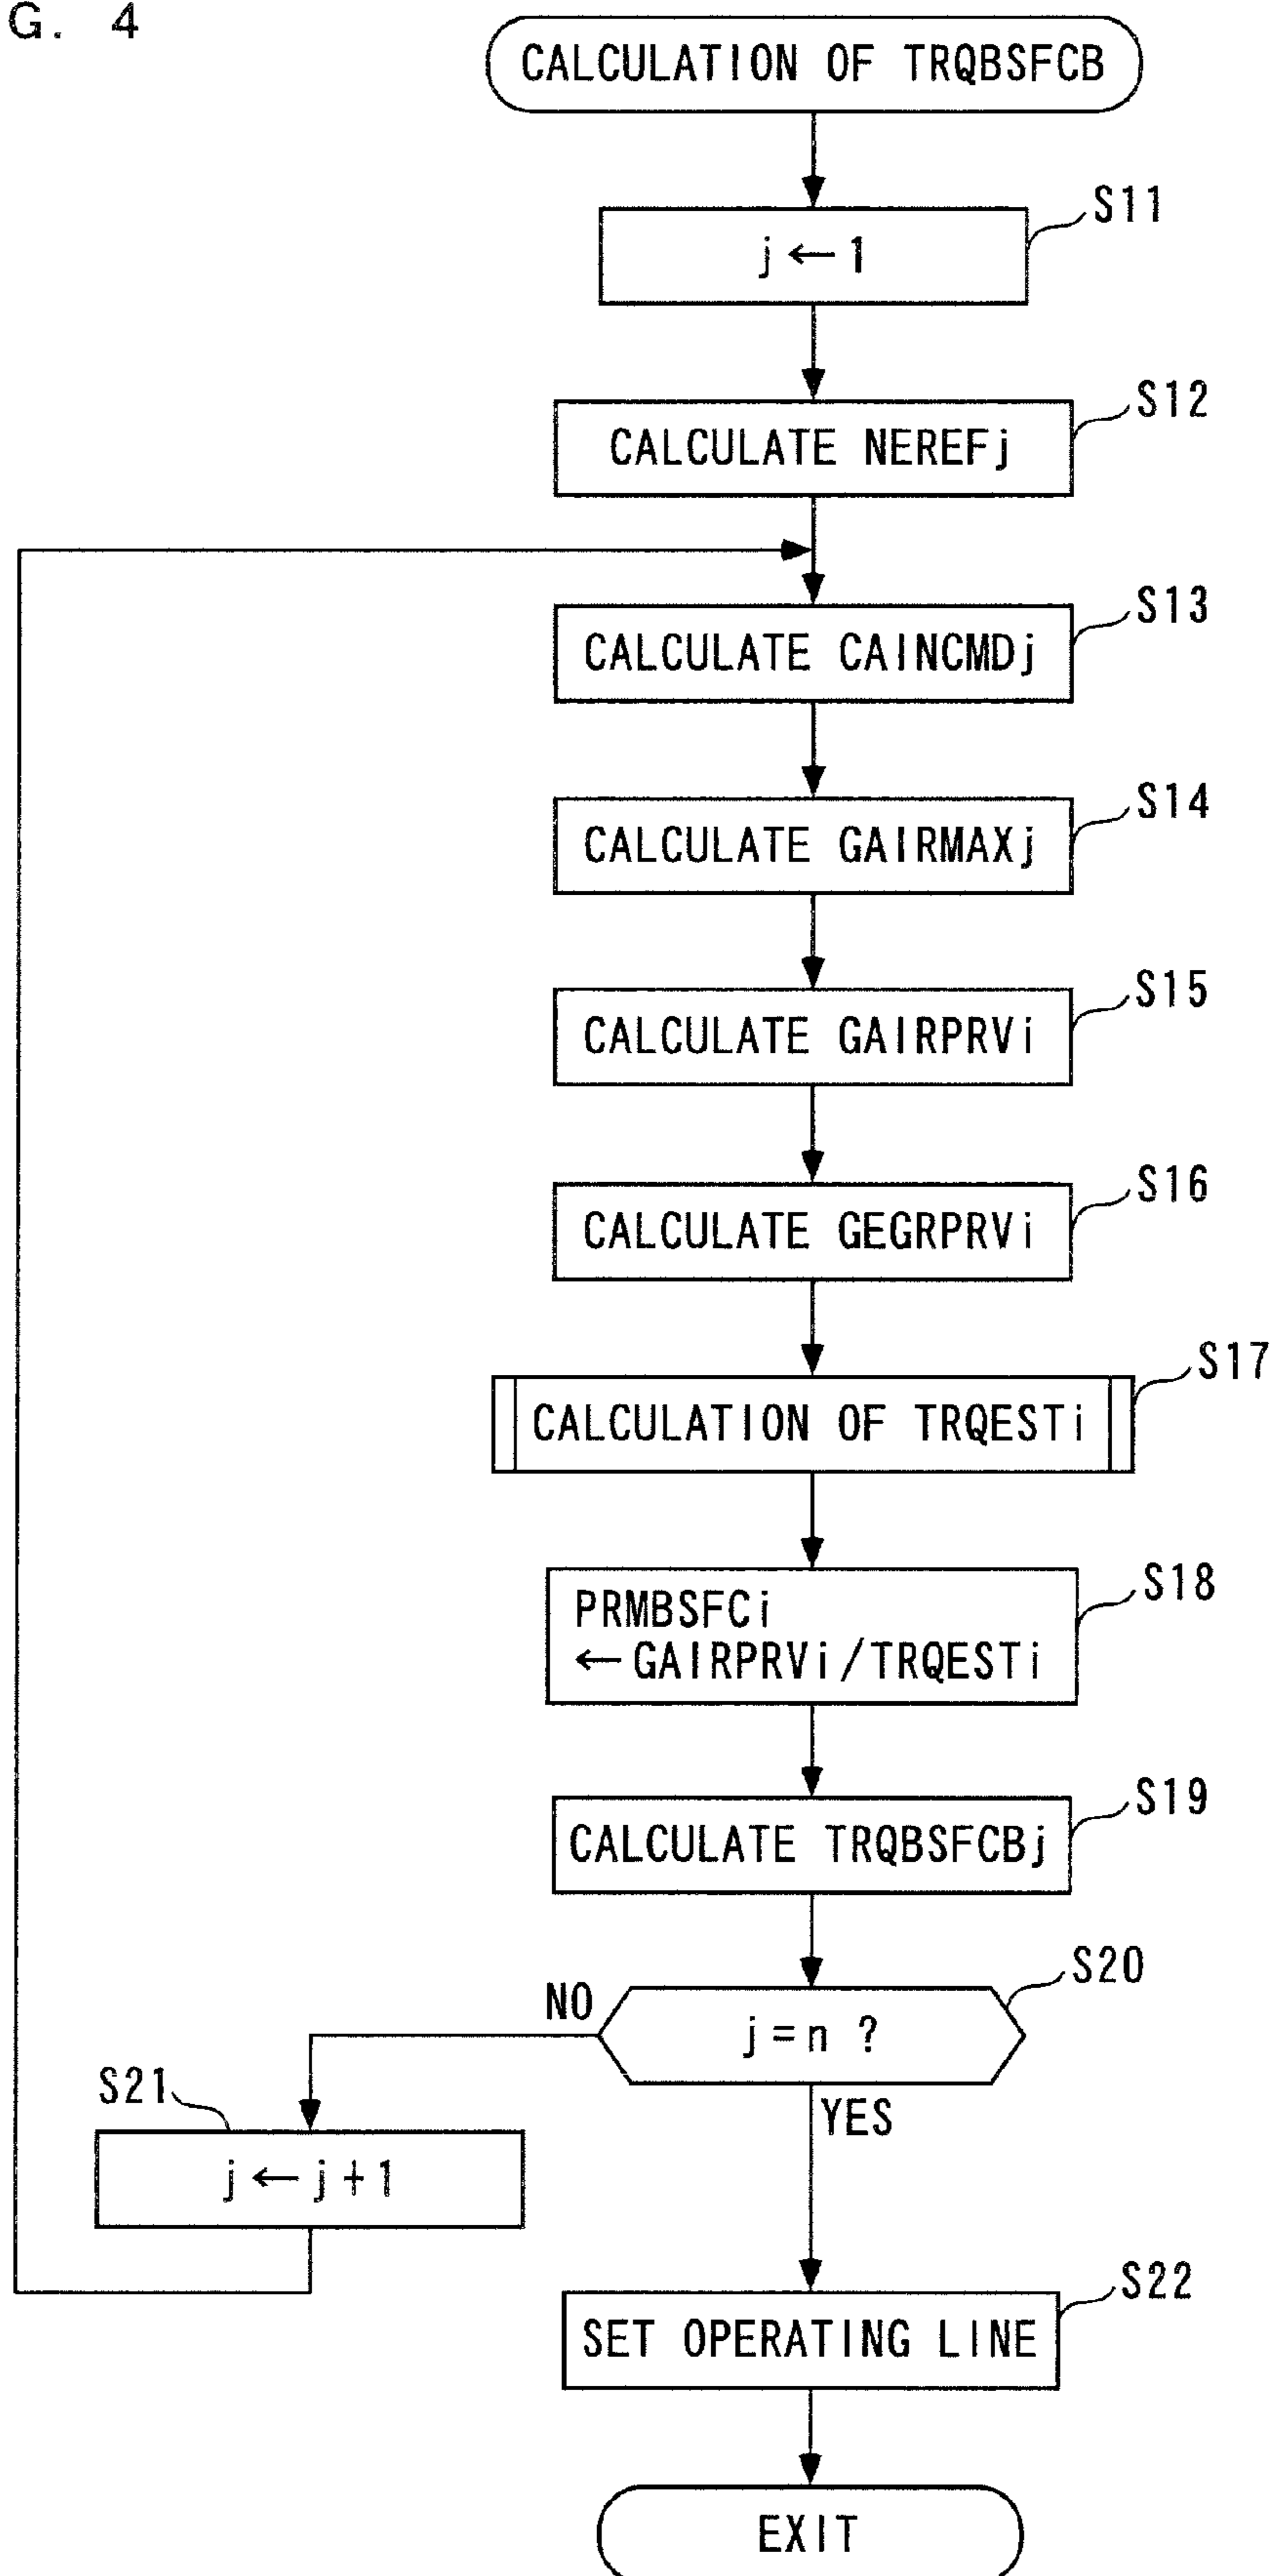 G. 4
CALCULATION OF TRQBSFCB
S11
j ← 1
S12
CALCULATE NEREFj
S13
CALCULATE CAINCMDj
S14
CALCULATE GAIRMAXj
S15
CALCULATE GAIRPRVi
S16
CALCULATE GEGRPRVi
S17
CALCULATION OF TRQESTi
S18
PRMBSFCi
← GAIRPRVi/TRQESTi
S19
CALCULATE TRQBSFCBj
S20
NO
j=n ?
S21
YES
j ← j+1
S22
SET OPERATING LINE
EXIT